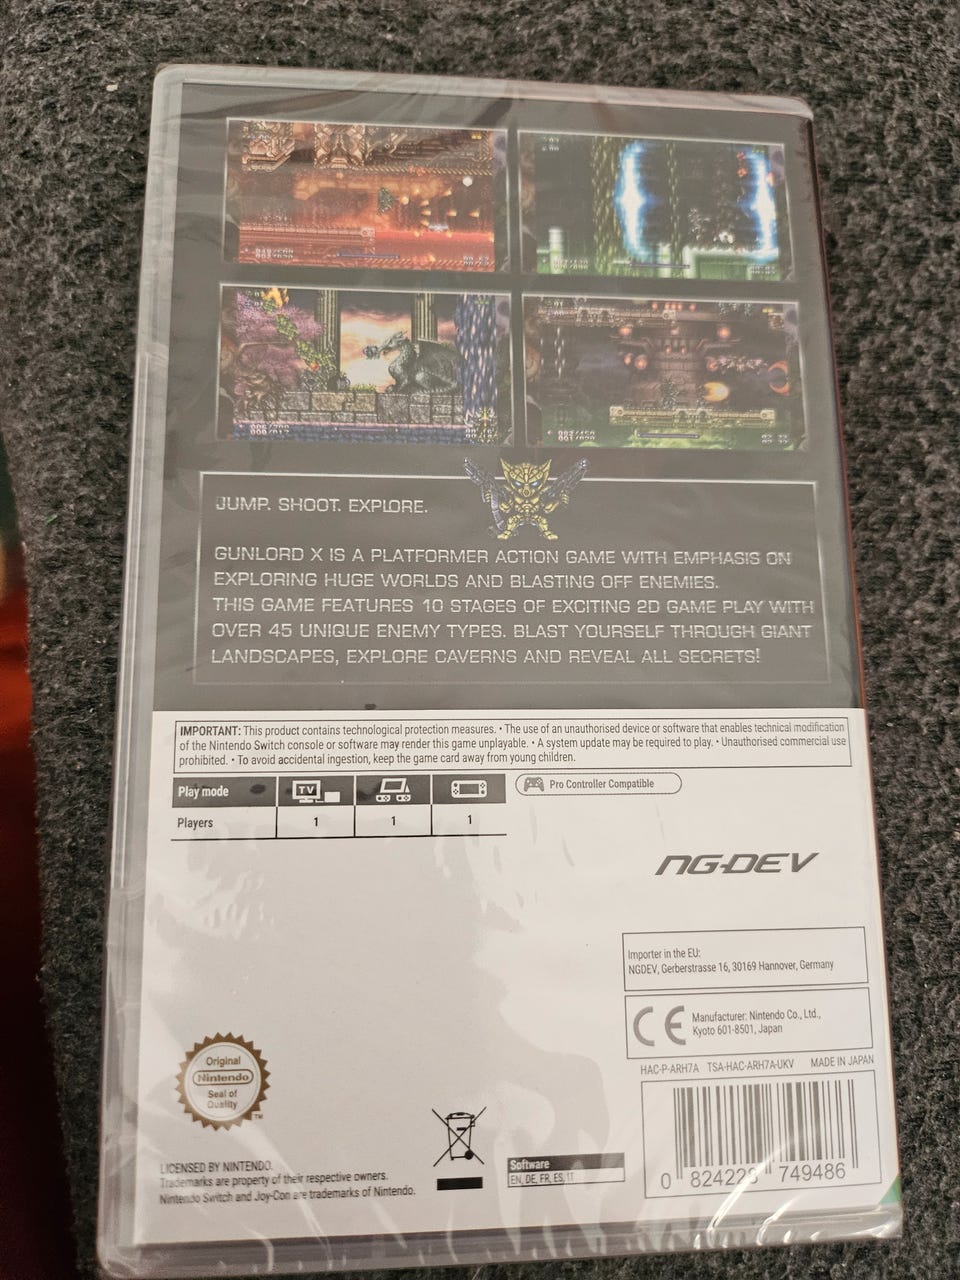 JUMP. SHOOT. EXPLORE.
GUNLORD X IS A PLATFORMER ACTION GAME WITH EMPHASIS ON
EXPLORING HUGE WORLDS AND BLASTING OFF ENEMIES.
THIS GAME FEATURES 10 STAGES OF EXCITING 2D GAME PLAY WITH
OVER 45 UNIQUE ENEMY TYPES. BLAST YOURSELF THROUGH GIANT
LANDSCAPES, EXPLORE CAVERNS AND REVEAL ALL SECRETS!
IMPORTANT: This product contains technological protection measures. • The use of an unauthorised device or software that enables technical modification
of the Nintendo Switch console or software may render this game unplayable. • A system update may be required to play. • Unauthorised commercial use
prohibited. • To avoid accidental ingestion, keep the game card away from young children.
Play mode TV
Pro Controller Compatible
Players 1 1 1
NG:DEV
Importer in the EU:
NGDEV, Gerberstrasse 16, 30169 Hannover, Germany
CE
Manufacturer: Nintendo Co., Ltd.,
Kyoto 601-8501, Japan
HAC-P-ARH7A TSA-HAC-ARH7A-UKV MADE IN JAPAN
Original
Nintendo
Seal of
Quality
TM
LICENSED BY NINTENDO.
Trademarks are property of their respective owners.
Nintendo Switch and Joy-Con are trademarks of Nintendo.
Software
EN, DE, FR, ES, IT
0 824228 749486